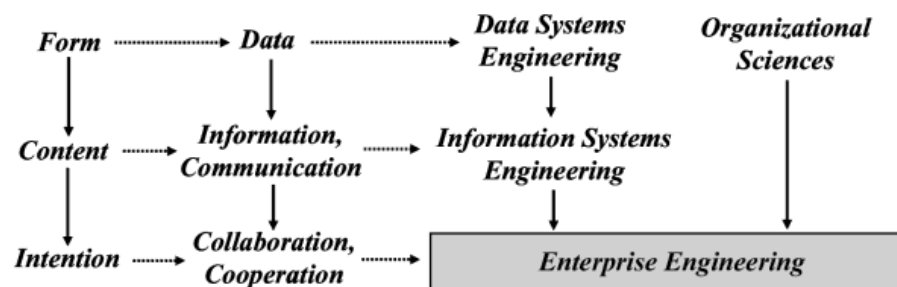 Form
Data
Data Systems
Engineering
Organizational
Sciences
Content
Information,
Communication
Information Systems
Engineering
Intention
Collaboration,
Cooperation
Enterprise Engineering